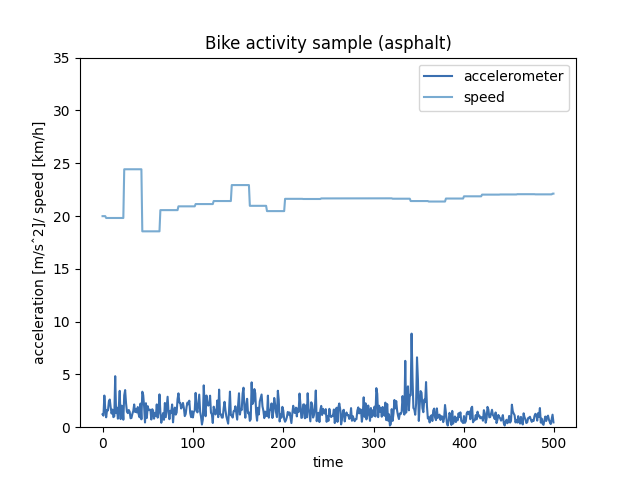 Bike activity sample (asphalt)
35
30
25
20
15
10
5
0
acceleration [m/sˆ2]/ speed [km/h]
accelerometer
speed
0 100 200 300 400 500
time